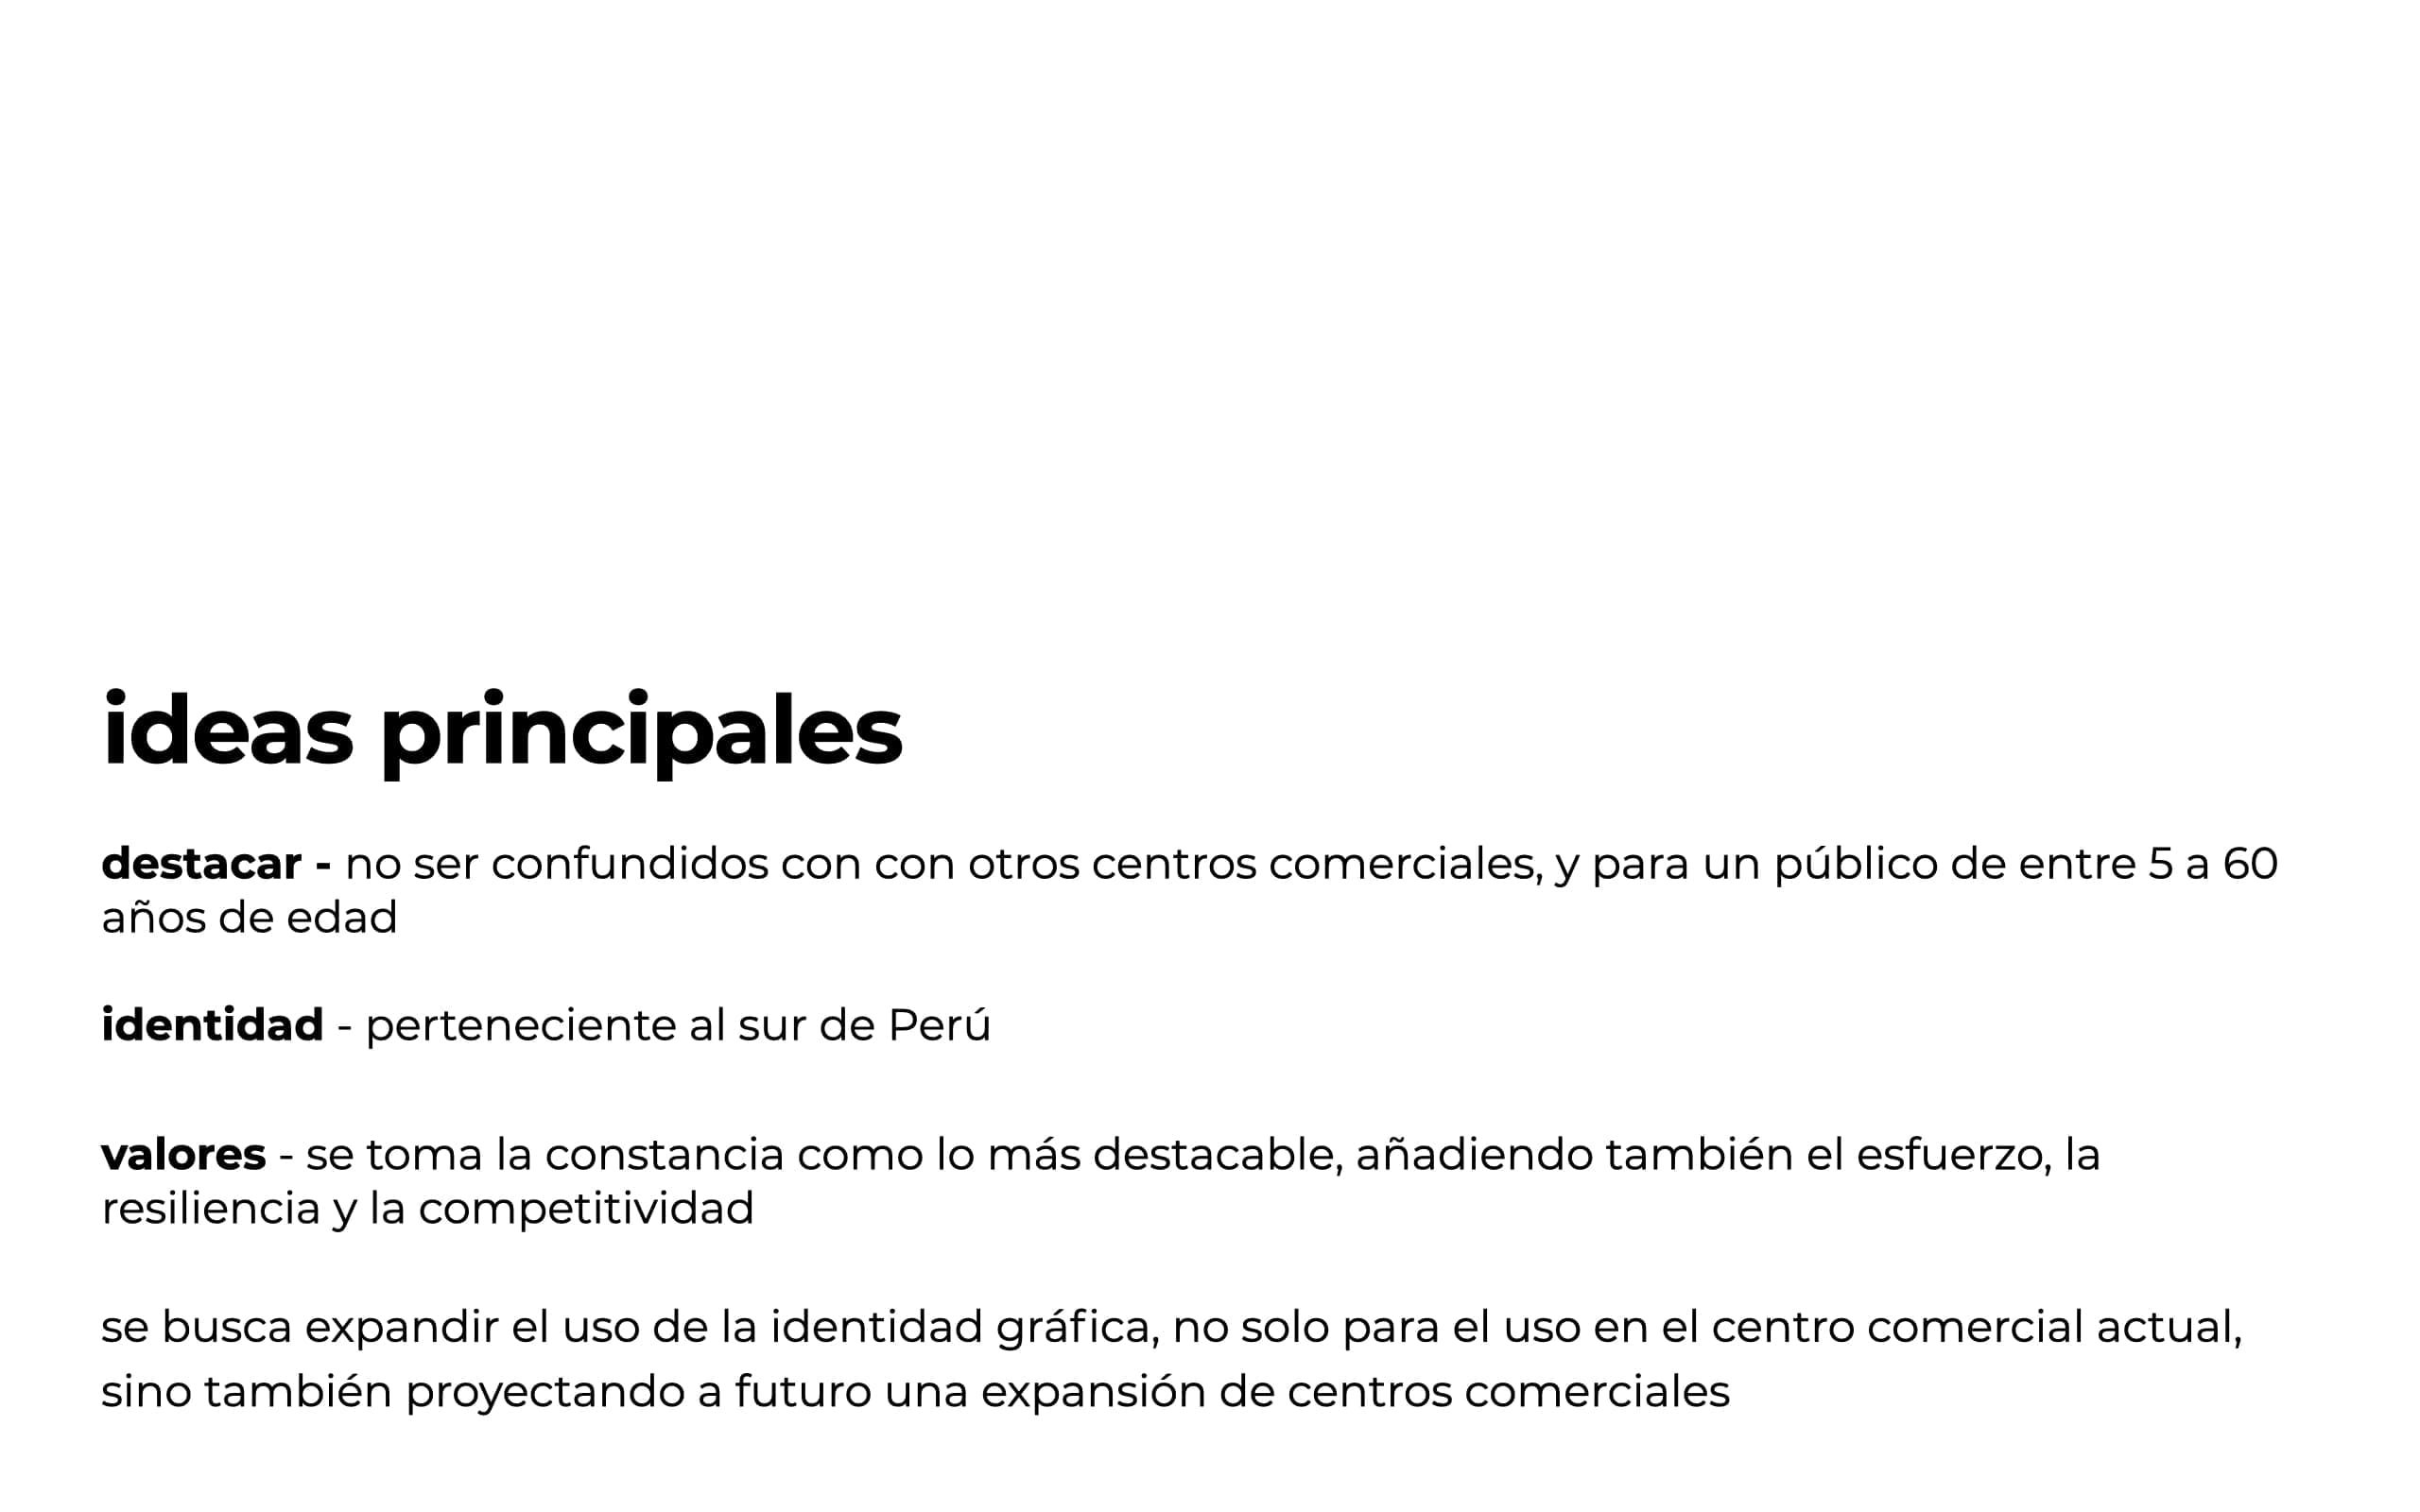 ideas principales
destacar - no ser confundidos con con otros centros comerciales, y para un público de entre 5 a 60
años de edad
identidad - perteneciente al sur de Perú
valores - se toma la constancia como lo más destacable, añadiendo también el esfuerzo, la
resiliencia y la competitividad
se busca expandir el uso de la identidad gráfica, no solo para el uso en el centro comercial actual,
sino también proyectando a futuro una expansión de centros comerciales